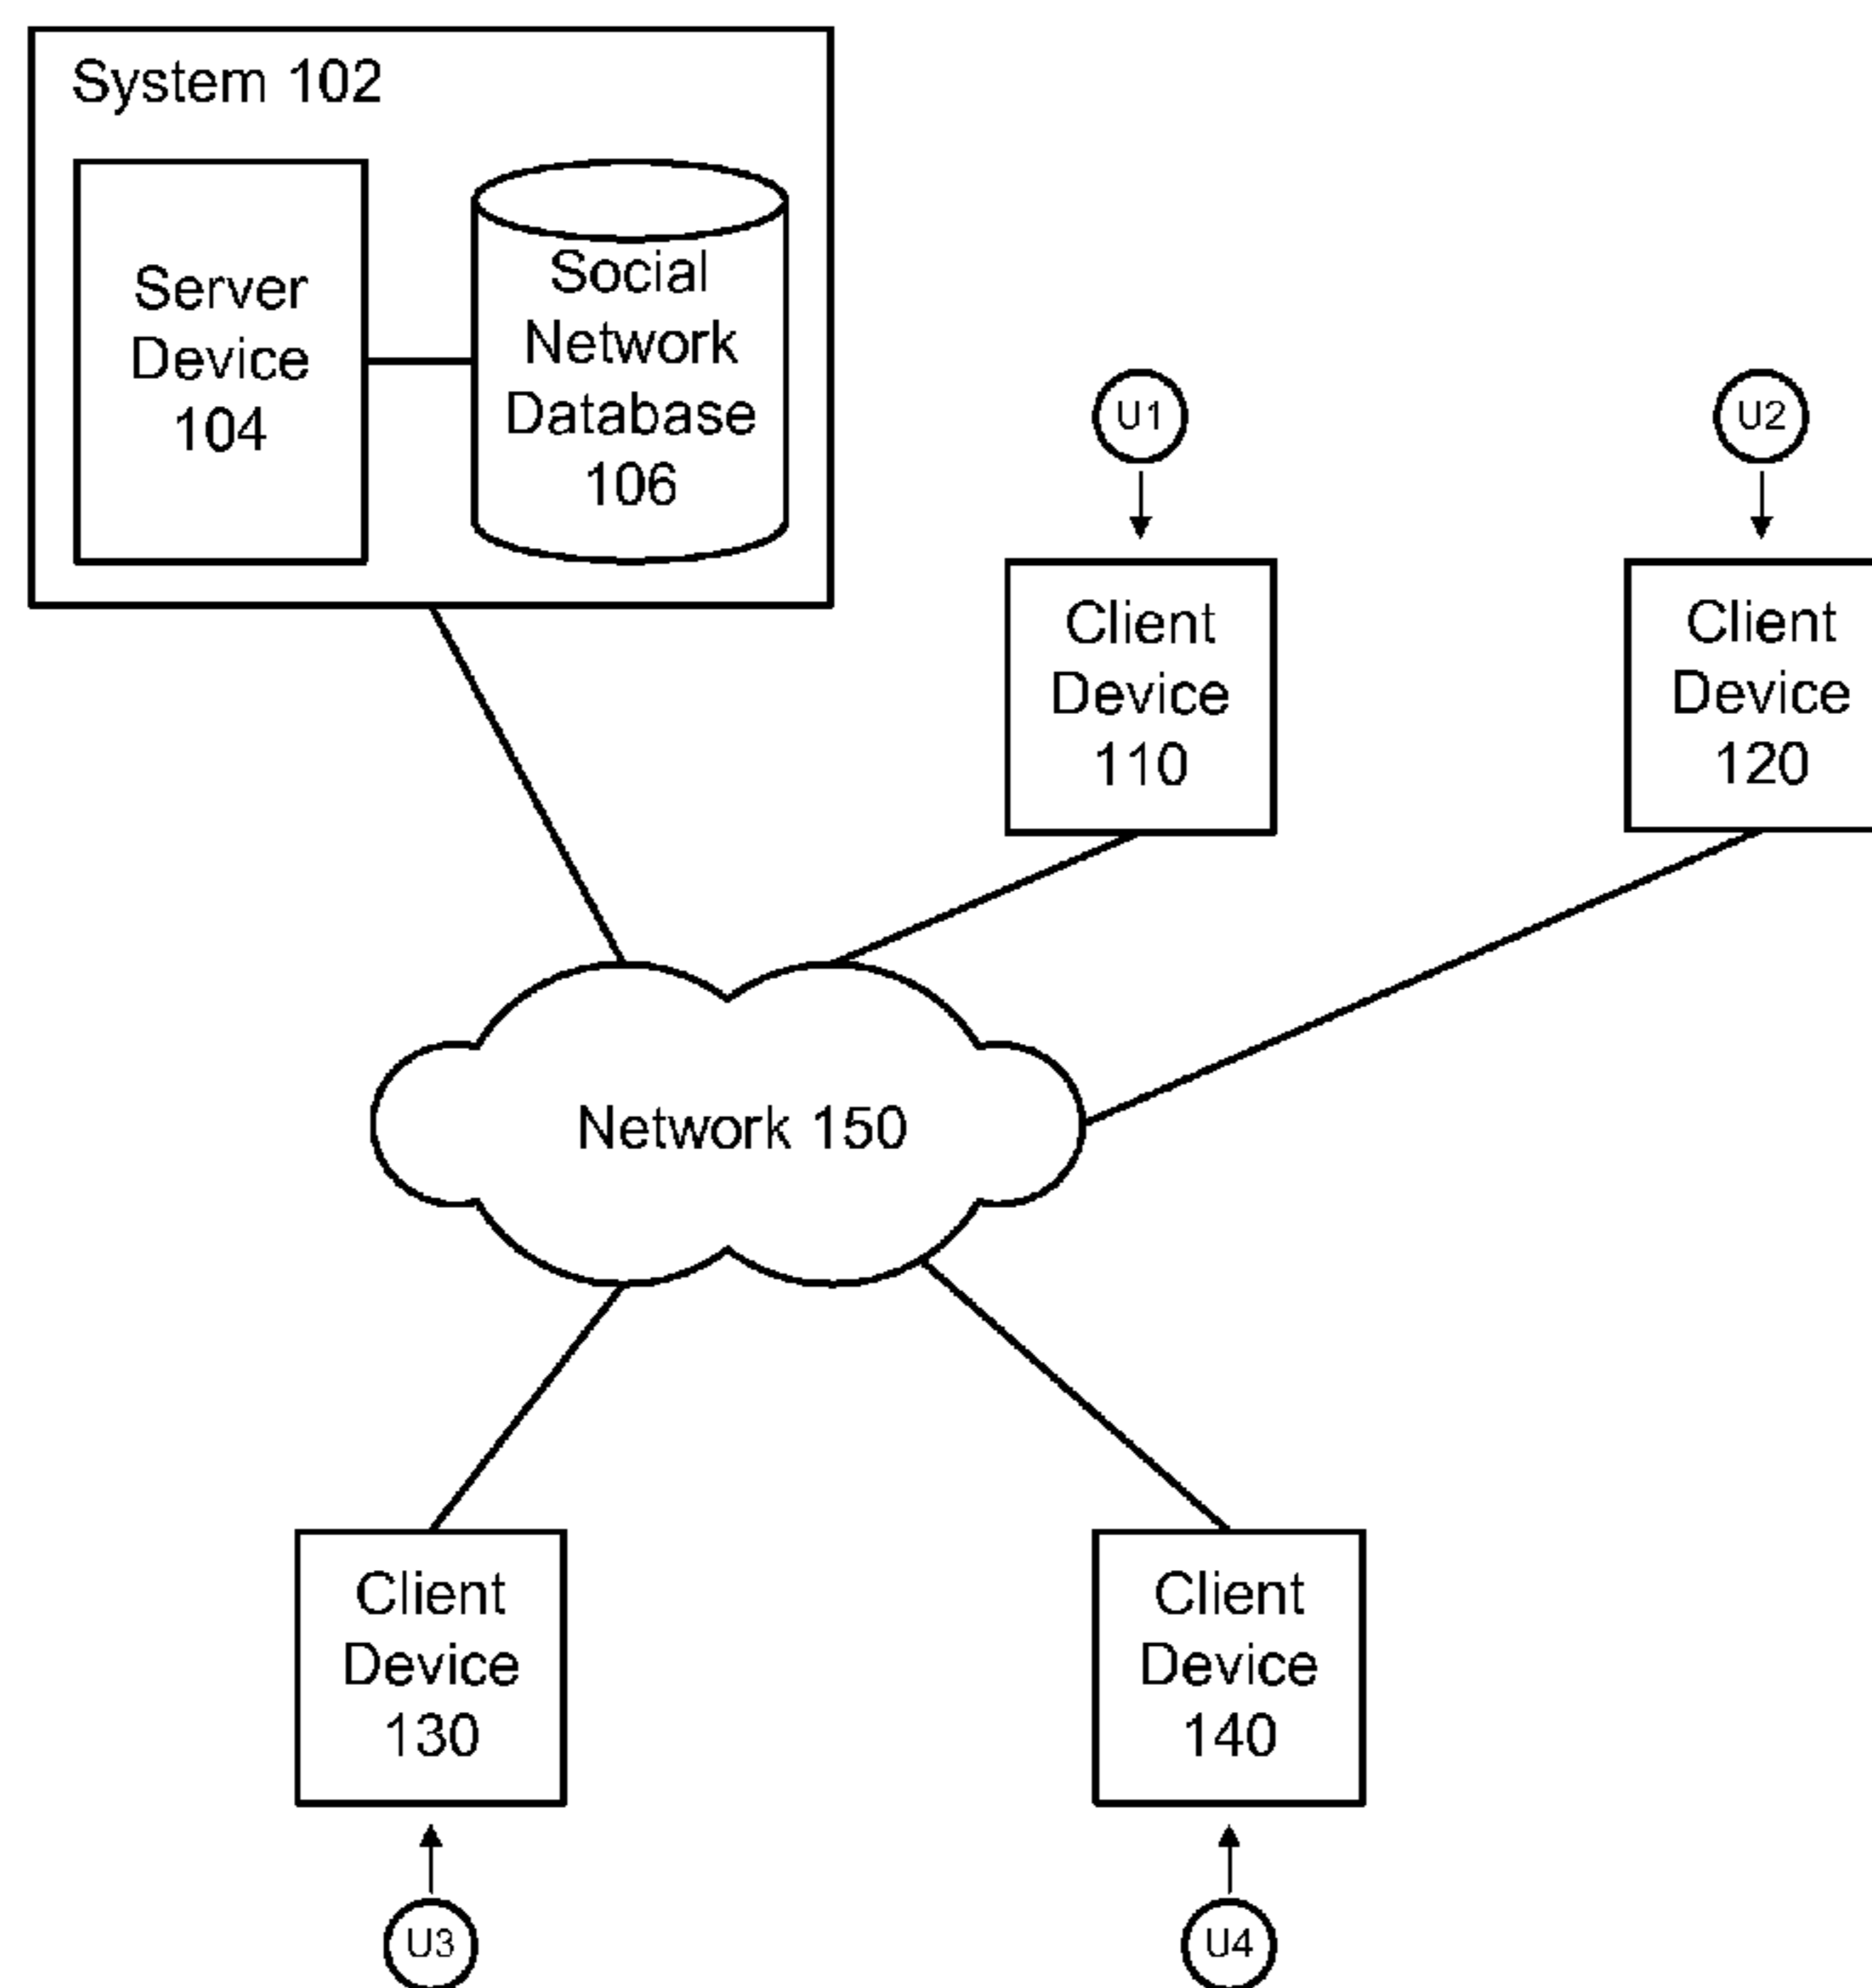 System 102
Server
Device
104
Social
Network
Database
106
U1
U2
Client
Device
110
Client
Device
120
Network 150
Client
Device
130
Client
Device
140
U3
U4